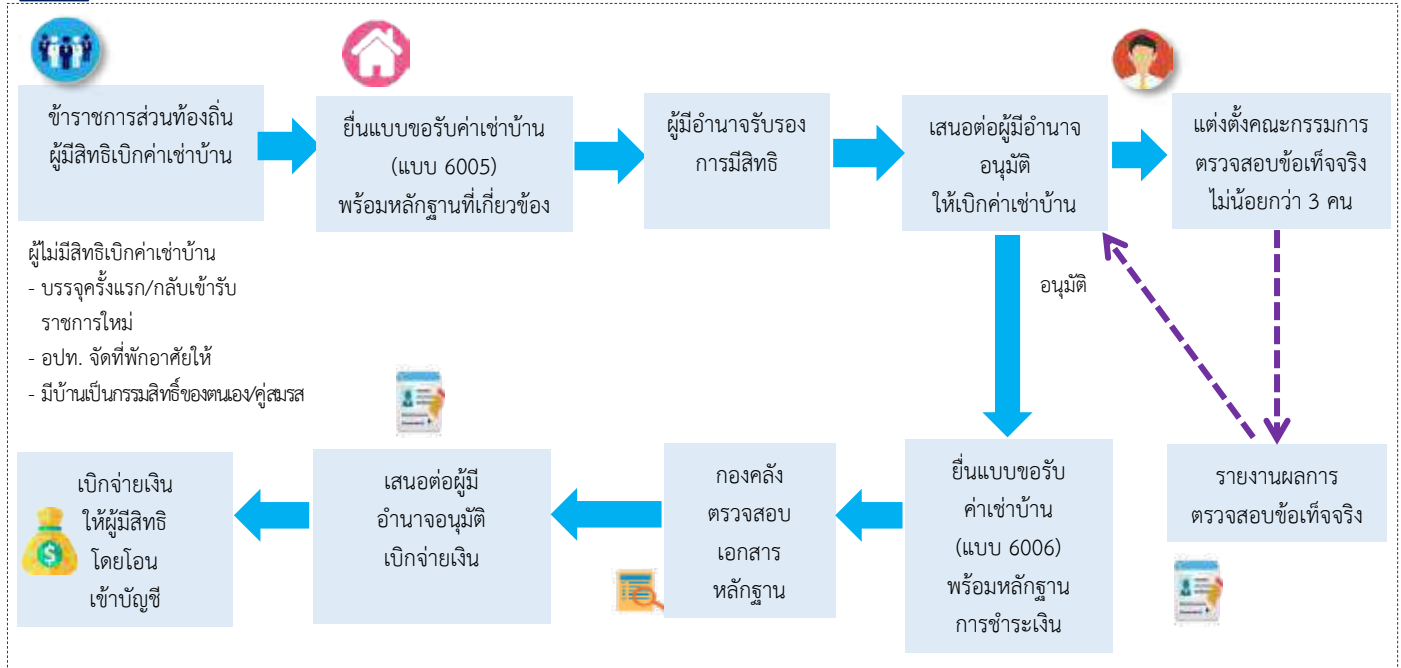 ข้าราชการส่วนท้องถิ่น
ผู้มีสิทธิเบิกค่าเช่าบ้าน
ยื่นแบบขอรับค่าเช่าบ้าน
(แบบ 6005)
พร้อมหลักฐานที่เกี่ยวข้อง
ผู้มีอำนาจรับรอง
การมีสิทธิ
เสนอต่อผู้มีอำนาจ
อนุมัติ
ให้เบิกค่าเช่าบ้าน
แต่งตั้งคณะกรรมการ
ตรวจสอบข้อเท็จจริง
ไม่น้อยกว่า 3 คน
ผู้ไม่มีสิทธิเบิกค่าเช่าบ้าน
- บรรจุครั้งแรก/กลับเข้ารับ
ราชการใหม่
- อปท. จัดที่พักอาศัยให้
- มีบ้านเป็นกรรมสิทธิ์ของตนเอง/คู่สมรส
อนุมัติ
รายงานผลการ
ตรวจสอบข้อเท็จจริง
ยื่นแบบขอรับ
ค่าเช่าบ้าน
(แบบ 6006)
พร้อมหลักฐาน
การชำระเงิน
กองคลัง
ตรวจสอบ
เอกสาร
หลักฐาน
เสนอต่อผู้มี
อำนาจอนุมัติ
เบิกจ่ายเงิน
เบิกจ่ายเงิน
ให้ผู้มีสิทธิ
โดยโอน
เข้าบัญชี